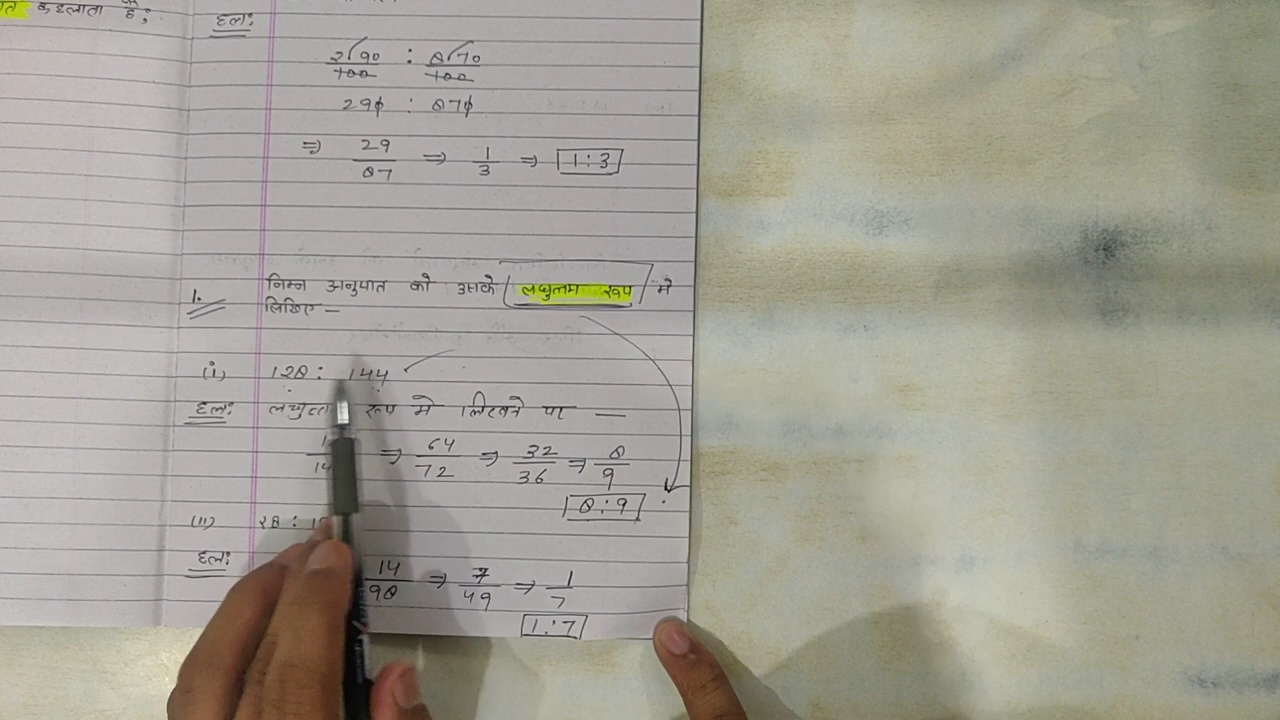 कहलाता है;
हल:
2/90/100 : 8/70/100
290 : 870
⇒ 29/87 ⇒ 1/3 ⇒ 1:3
1. निम्न अनुपात को उसके लघुतम रूप में
लिखिए —
(i) 128 : 144
हल: रूप मे लिखने पर —
⇒ 64/72 ⇒ 32/36 ⇒ 8/9
8:9
(ii) 28 :
हल: 14/98 ⇒ 7/49 ⇒ 1/7
1:7